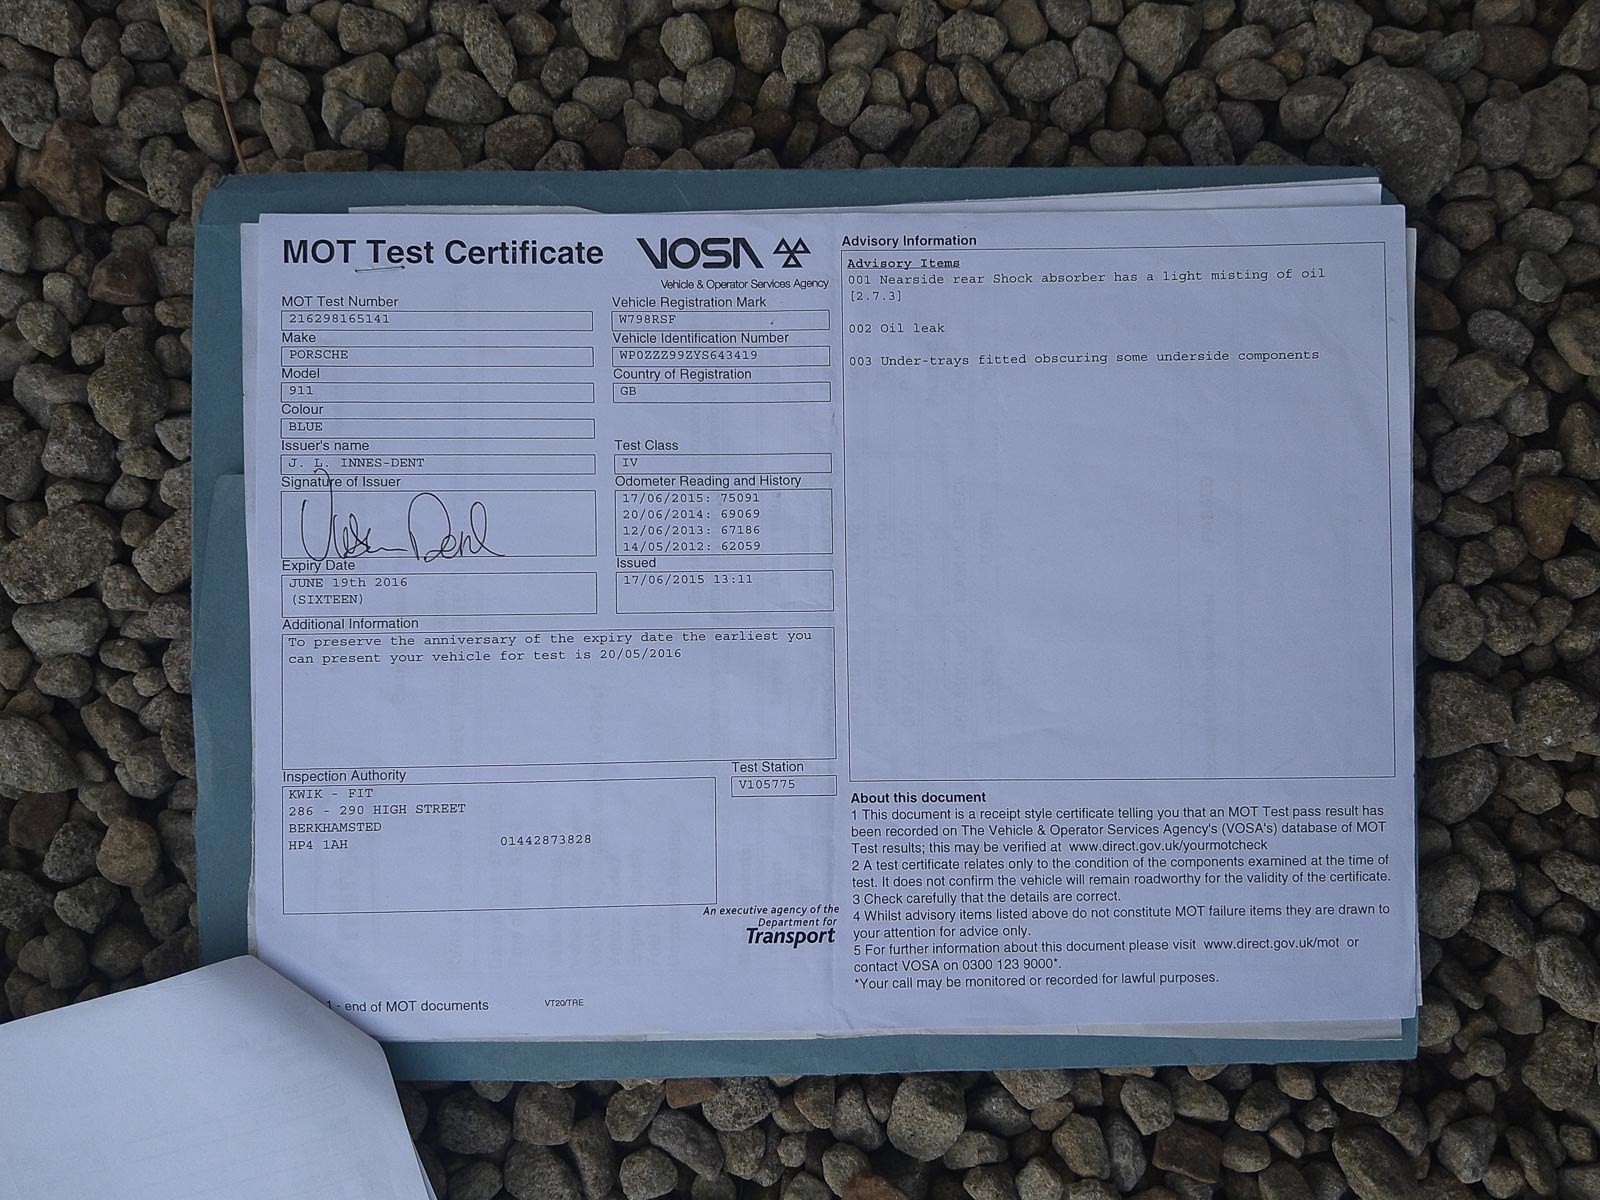 MOT Test Certificate
VOSA
Vehicle & Operator Services Agency
MOT Test Number
216298165141
Vehicle Registration Mark
W798RSF
Make
PORSCHE
Vehicle Identification Number
WP0ZZZ99ZYS643419
Model
911
Country of Registration
GB
Colour
BLUE
Issuer's name
J. L. INNES-DENT
Test Class
IV
Signature of Issuer
Odometer Reading and History
17/06/2015: 75091
20/06/2014: 69069
12/06/2013: 67186
14/05/2012: 62059
Expiry Date
JUNE 19th 2016
(SIXTEEN)
Issued
17/06/2015 13:11
Additional Information
To preserve the anniversary of the expiry date the earliest you
can present your vehicle for test is 20/05/2016
Inspection Authority
KWIK - FIT
286 - 290 HIGH STREET
BERKHAMSTED
HP4 1AH 01442873828
Test Station
V105775
An executive agency of the
Department for
Transport
1 - end of MOT documents
VT20/TRE
Advisory Information
Advisory Items
001 Nearside rear Shock absorber has a light misting of oil
[2.7.3]
002 Oil leak
003 Under-trays fitted obscuring some underside components
About this document
1 This document is a receipt style certificate telling you that an MOT Test pass result has
been recorded on The Vehicle & Operator Services Agency's (VOSA's) database of MOT
Test results; this may be verified at www.direct.gov.uk/yourmotcheck
2 A test certificate relates only to the condition of the components examined at the time of
test. It does not confirm the vehicle will remain roadworthy for the validity of the certificate.
3 Check carefully that the details are correct.
4 Whilst advisory items listed above do not constitute MOT failure items they are drawn to
your attention for advice only.
5 For further information about this document please visit www.direct.gov.uk/mot or
contact VOSA on 0300 123 9000*.
*Your call may be monitored or recorded for lawful purposes.